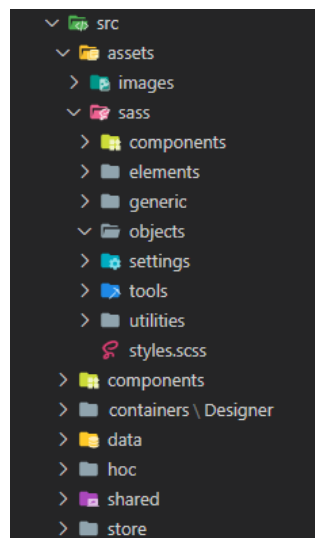 src
assets
images
sass
components
elements
generic
objects
settings
tools
utilities
styles.scss
components
containers \ Designer
data
hoc
shared
store